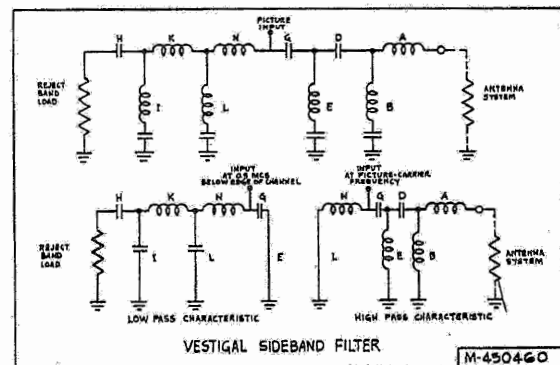 PICTURE INPUT
H K N G D A
REJECT BAND LOAD
I L E B
ANTENNA SYSTEM
INPUT AT 0.5 MCS BELOW EDGE OF CHANNEL
INPUT AT PICTURE-CARRIER FREQUENCY
H K N G N G D A
REJECT BAND LOAD
I L E L E B
ANTENNA SYSTEM
LOW PASS CHARACTERISTIC
HIGH PASS CHARACTERISTIC
VESTIGAL SIDEBAND FILTER
M-450460